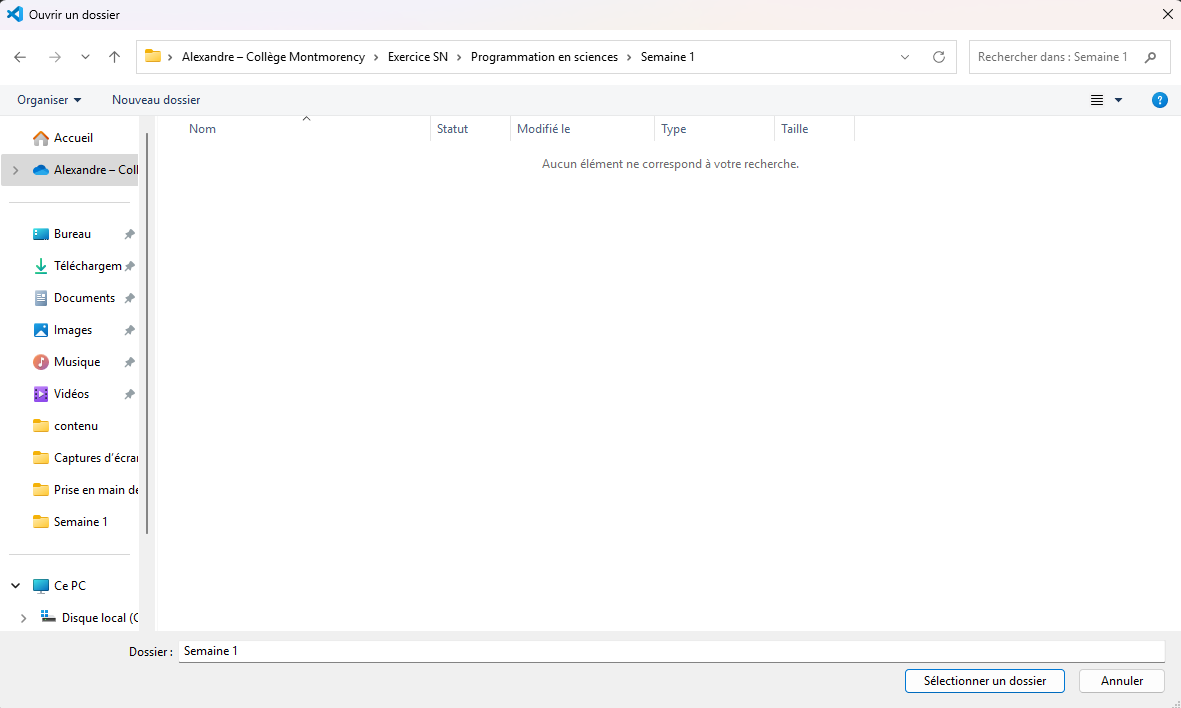 Ouvrir un dossier
Alexandre – Collège Montmorency > Exercice SN > Programmation en sciences > Semaine 1
Rechercher dans : Semaine 1
Organiser Nouveau dossier
Nom Statut Modifié le Type Taille
Aucun élément ne correspond à votre recherche.
Accueil
Alexandre – Coll
Bureau
Téléchargem
Documents
Images
Musique
Vidéos
contenu
Captures d'écra
Prise en main de
Semaine 1
Ce PC
Disque local (C
Dossier : Semaine 1
Sélectionner un dossier Annuler